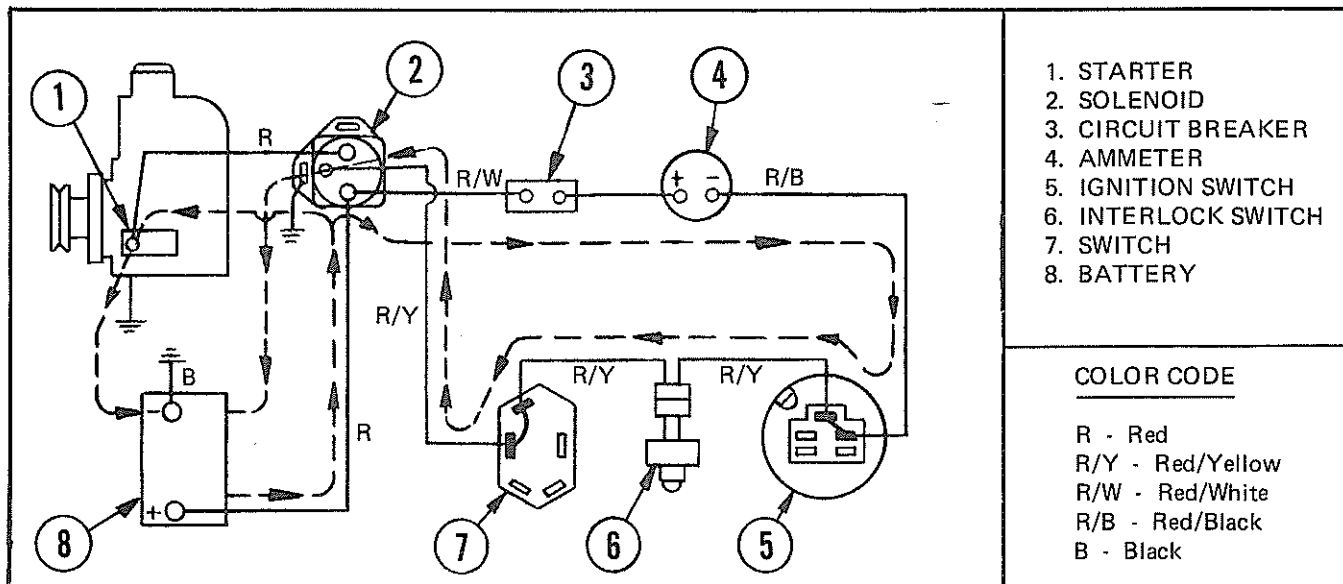 1
2
3
4
R
R/W
R/B
+ -
R/Y
B
R
R/Y
R/Y
+
8
7
6
5
1. STARTER
2. SOLENOID
3. CIRCUIT BREAKER
4. AMMETER
5. IGNITION SWITCH
6. INTERLOCK SWITCH
7. SWITCH
8. BATTERY
COLOR CODE
R - Red
R/Y - Red/Yellow
R/W - Red/White
R/B - Red/Black
B - Black